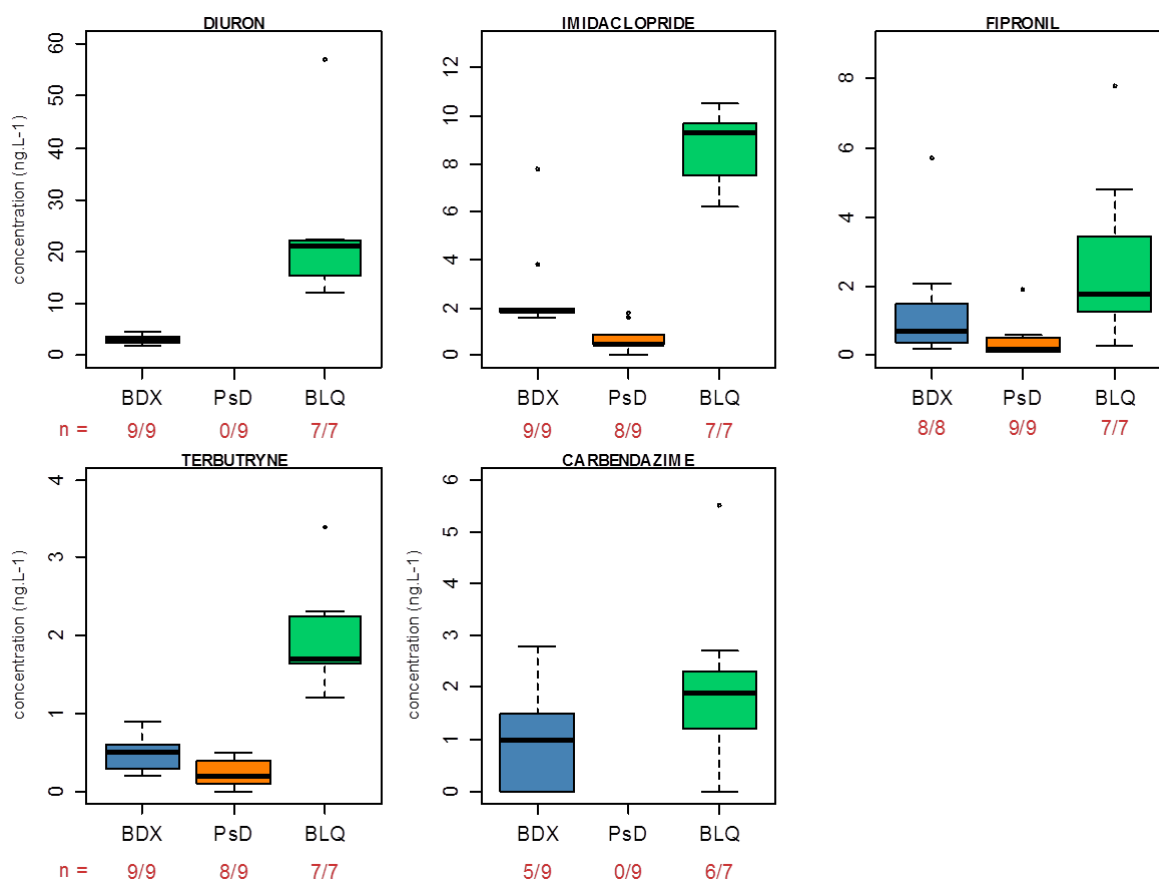 DIURON
60
50
40
30
20
10
0
concentration (ng.L-1)
BDX PsD BLQ
n = 9/9 0/9 7/7
IMIDACLOPRIDE
12
10
8
6
4
2
0
BDX PsD BLQ
9/9 8/9 7/7
FIPRONIL
8
6
4
2
0
BDX PsD BLQ
8/8 9/9 7/7
TERBUTRYNE
4
3
2
1
0
concentration (ng.L-1)
BDX PsD BLQ
n = 9/9 8/9 7/7
CARBENDAZIME
6
5
4
3
2
1
0
concentration (ng.L-1)
BDX PsD BLQ
5/9 0/9 6/7